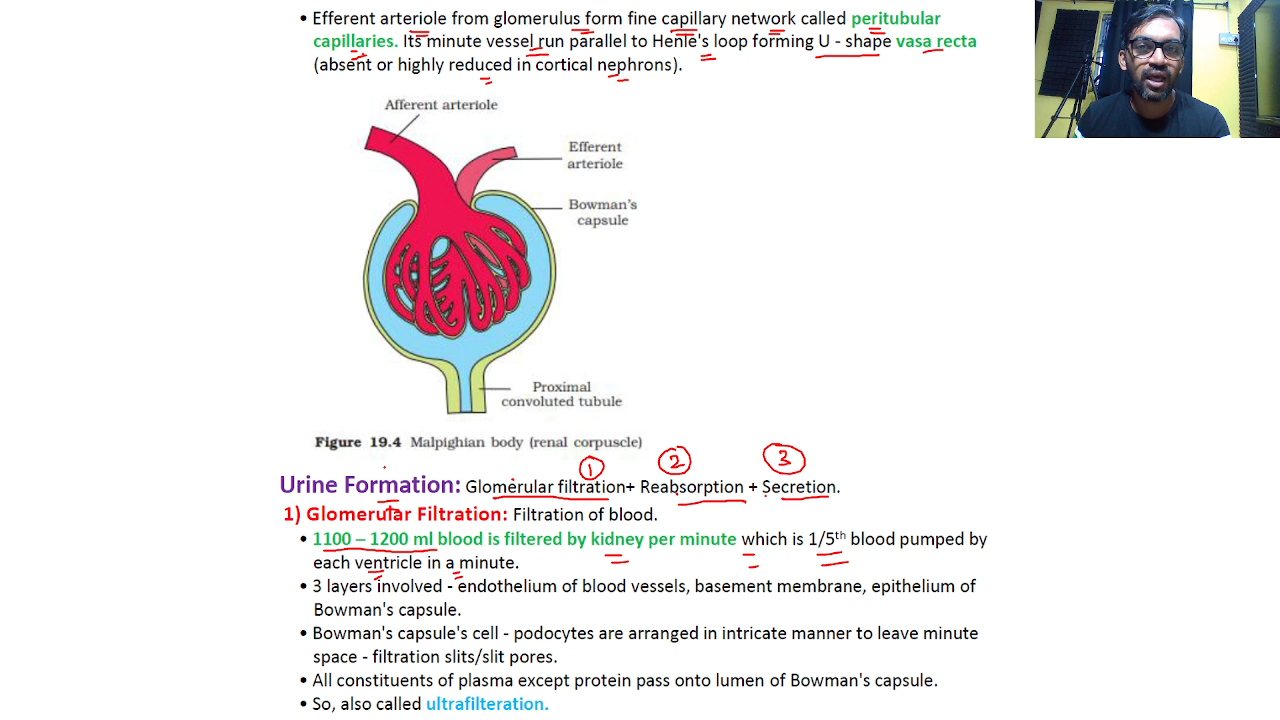 • Efferent arteriole from glomerulus form fine capillary network called peritubular
capillaries. Its minute vessel run parallel to Henle's loop forming U - shape vasa recta
(absent or highly reduced in cortical nephrons).
Afferent arteriole
Efferent
arteriole
Bowman's
capsule
Proximal
convoluted tubule
Figure 19.4 Malpighian body (renal corpuscle)
1 2 3
Urine Formation: Glomerular filtration+ Reabsorption + Secretion.
1) Glomerular Filtration: Filtration of blood.
• 1100 – 1200 ml blood is filtered by kidney per minute which is 1/5th blood pumped by
each ventricle in a minute.
• 3 layers involved - endothelium of blood vessels, basement membrane, epithelium of
Bowman's capsule.
• Bowman's capsule's cell - podocytes are arranged in intricate manner to leave minute
space - filtration slits/slit pores.
• All constituents of plasma except protein pass onto lumen of Bowman's capsule.
• So, also called ultrafilteration.